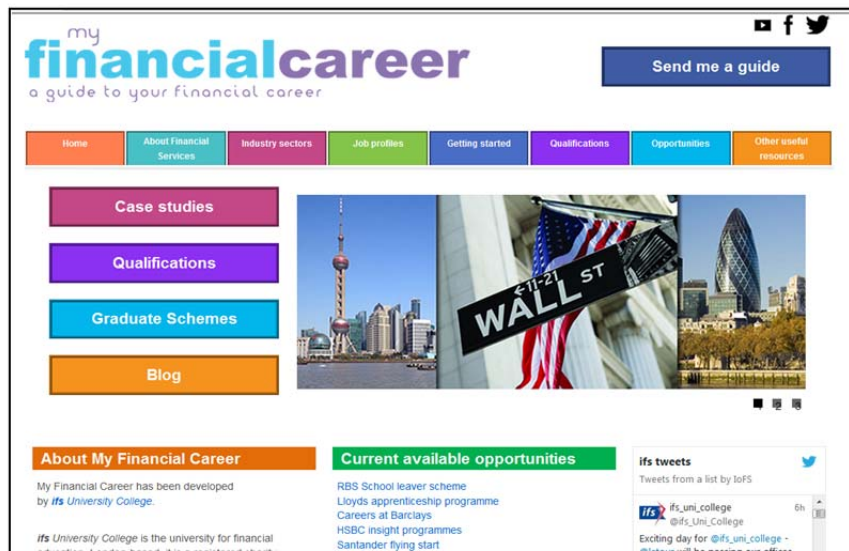 my
financialcareer
a guide to your financial career
Send me a guide
Home
About Financial
Services
Industry sectors
Job profiles
Getting started
Qualifications
Opportunities
Other useful
resources
Case studies
Qualifications
Graduate Schemes
Blog
←11-21
WALL ST
1 2 3
About My Financial Career
My Financial Career has been developed
by ifs University College.
ifs University College is the university for financial
Current available opportunities
RBS School leaver scheme
Lloyds apprenticeship programme
Careers at Barclays
HSBC insight programmes
Santander flying start
ifs tweets
Tweets from a list by IoFS
ifs
ifs_uni_college 6h
@ifs_Uni_College
Exciting day for @ifs_uni_college -